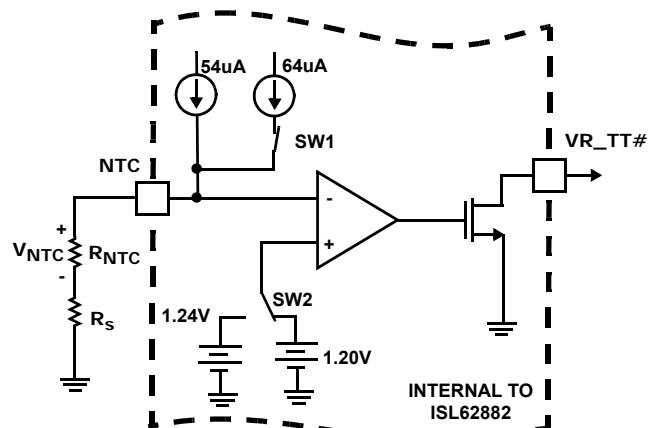 54uA
64uA
SW1
NTC
VR_TT#
-
+
+
VNTC
-
RNTC
RS
SW2
1.24V
1.20V
INTERNAL TO
ISL62882